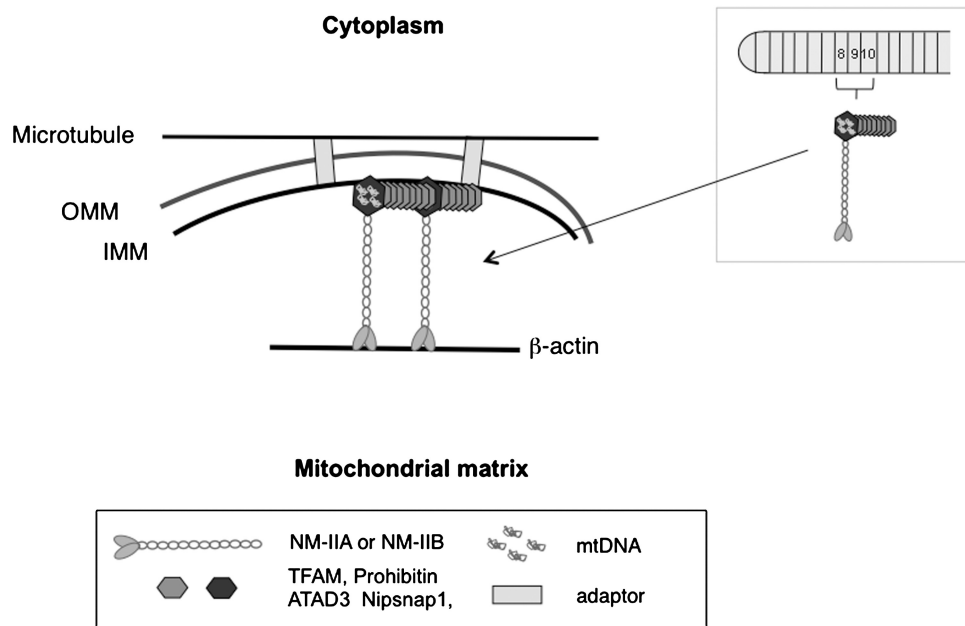 Cytoplasm
8 9 10
Microtubule
OMM
IMM
β-actin
Mitochondrial matrix
NM-IIA or NM-IIB
mtDNA
TFAM, Prohibitin
ATAD3 Nipsnap1,
adaptor